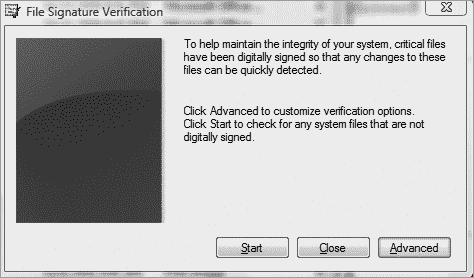 File Signature Verification
To help maintain the integrity of your system, critical files
have been digitally signed so that any changes to these
files can be quickly detected.
Click Advanced to customize verification options.
Click Start to check for any system files that are not
digitally signed.
Start Close Advanced